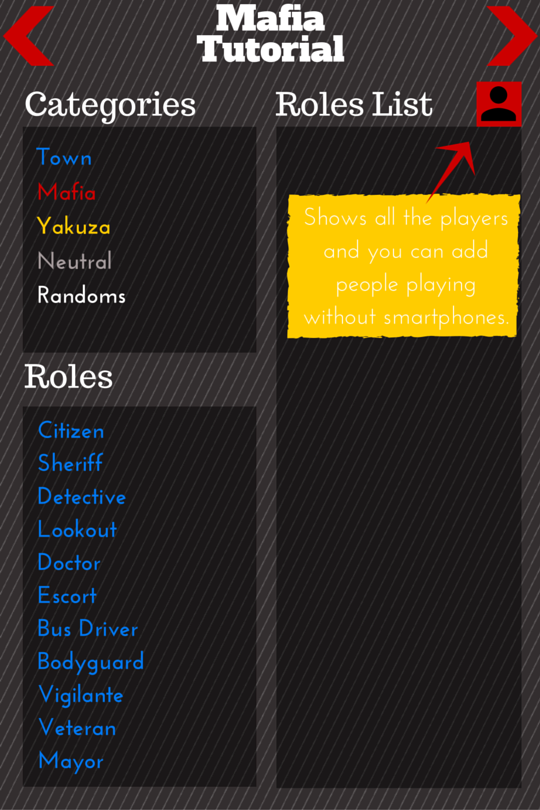 Mafia
Tutorial
Categories
Town
Mafia
Yakuza
Neutral
Randoms
Roles
Citizen
Sheriff
Detective
Lookout
Doctor
Escort
Bus Driver
Bodyguard
Vigilante
Veteran
Mayor
Roles List
Shows all the players
and you can add
people playing
without smartphones.